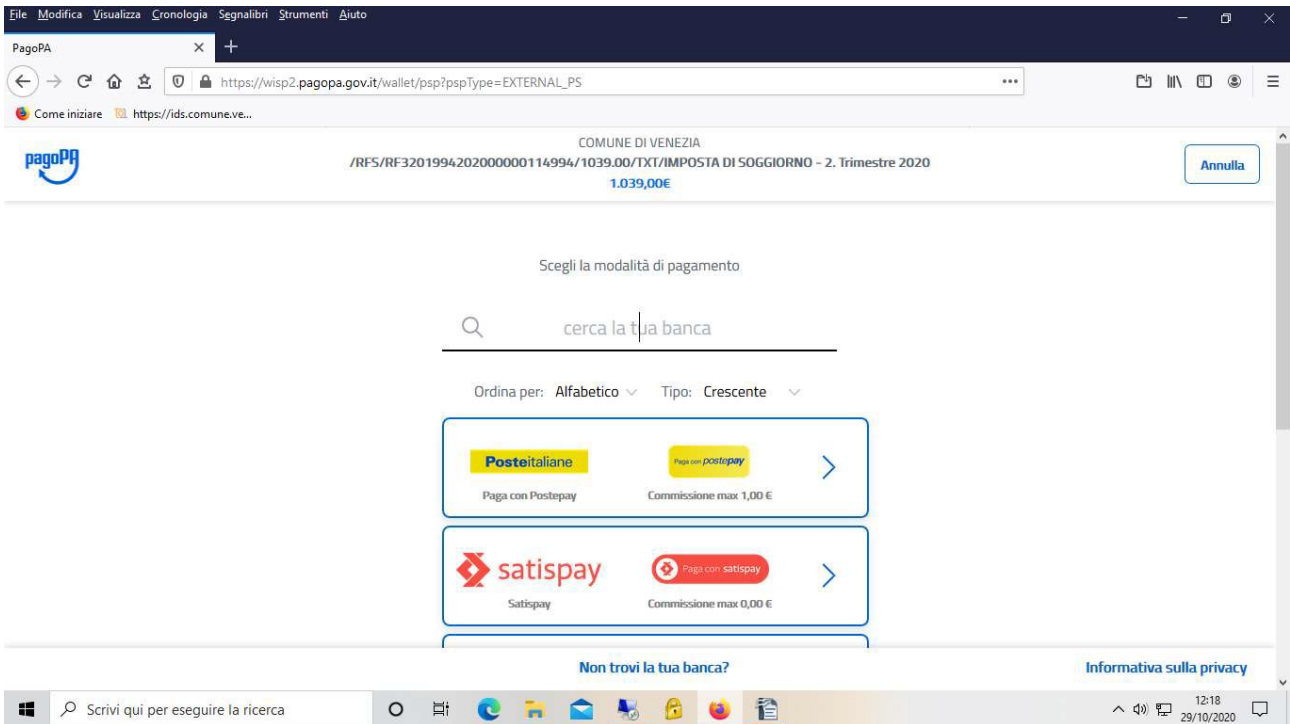 File Modifica Visualizza Cronologia Segnalibri Strumenti Aiuto
PagoPA
https://wisp2.pagopa.gov.it/wallet/psp?pspType=EXTERNAL_PS
Come iniziare https://ids.comune.ve...
pagoPA
COMUNE DI VENEZIA
/RFS/RF32019942020000000114994/1039.00/TXT/IMPOSTA DI SOGGIORNO - 2. Trimestre 2020
1.039,00€
Annulla
Scegli la modalità di pagamento
cerca la tua banca
Ordina per: Alfabetico Tipo: Crescente
Posteitaliane Paga con postepay
Paga con Postepay Commissione max 1,00 €
satispay Paga con satispay
Satispay Commissione max 0,00 €
Non trovi la tua banca? Informativa sulla privacy
Scrivi qui per eseguire la ricerca
12:18
29/10/2020